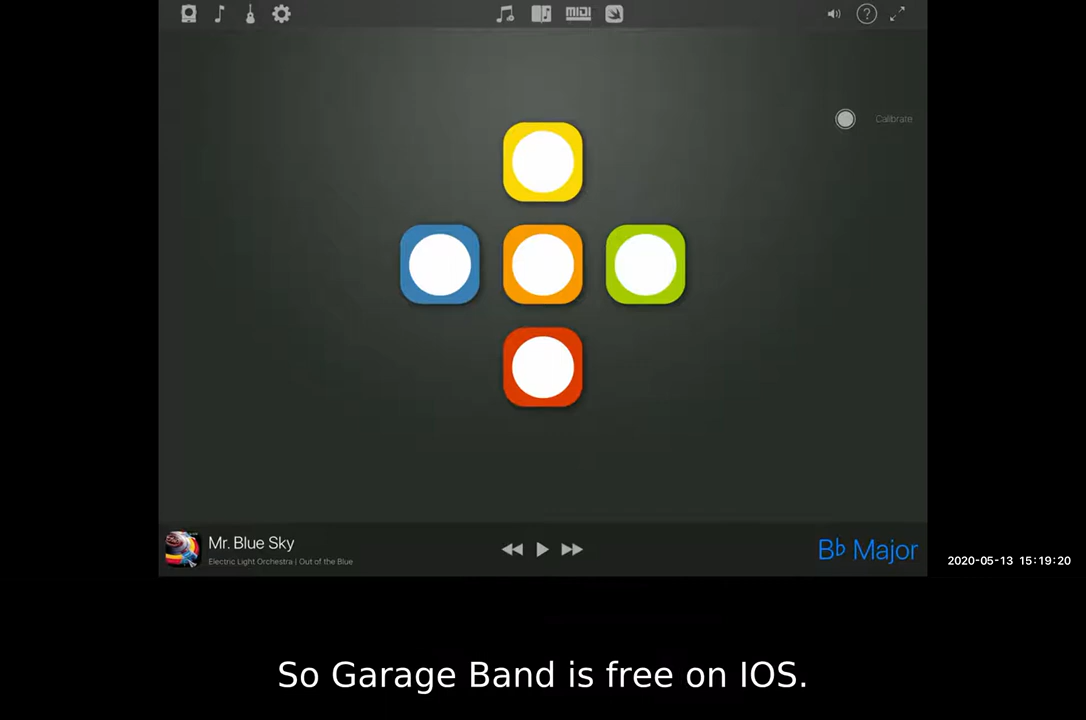 MIDI
?
Calibrate
Mr. Blue Sky
Electric Light Orchestra | Out of the Blue
B♭ Major
2020-05-13 15:19:20
So Garage Band is free on IOS.